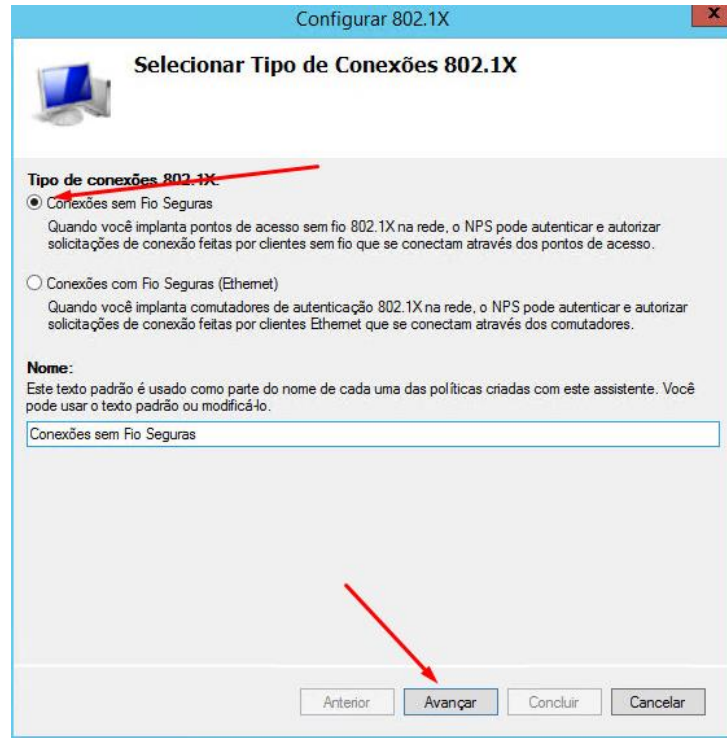 Configurar 802.1X
x
Selecionar Tipo de Conexões 802.1X
Tipo de conexões 802.1X:
Conexões sem Fio Seguras
Quando você implanta pontos de acesso sem fio 802.1X na rede, o NPS pode autenticar e autorizar
solicitações de conexão feitas por clientes sem fio que se conectam através dos pontos de acesso.
Conexões com Fio Seguras (Ethernet)
Quando você implanta comutadores de autenticação 802.1X na rede, o NPS pode autenticar e autorizar
solicitações de conexão feitas por clientes Ethernet que se conectam através dos comutadores.
Nome:
Este texto padrão é usado como parte do nome de cada uma das políticas criadas com este assistente. Você
pode usar o texto padrão ou modificá-lo.
Conexões sem Fio Seguras
Anterior Avançar Concluir Cancelar